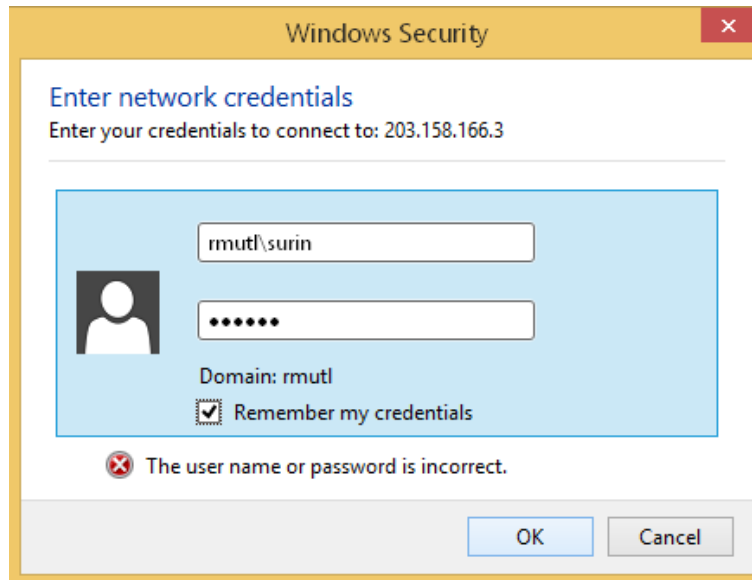 Windows Security
Enter network credentials
Enter your credentials to connect to: 203.158.166.3
rmutl\surin
••••••
Domain: rmutl
Remember my credentials
The user name or password is incorrect.
OK Cancel